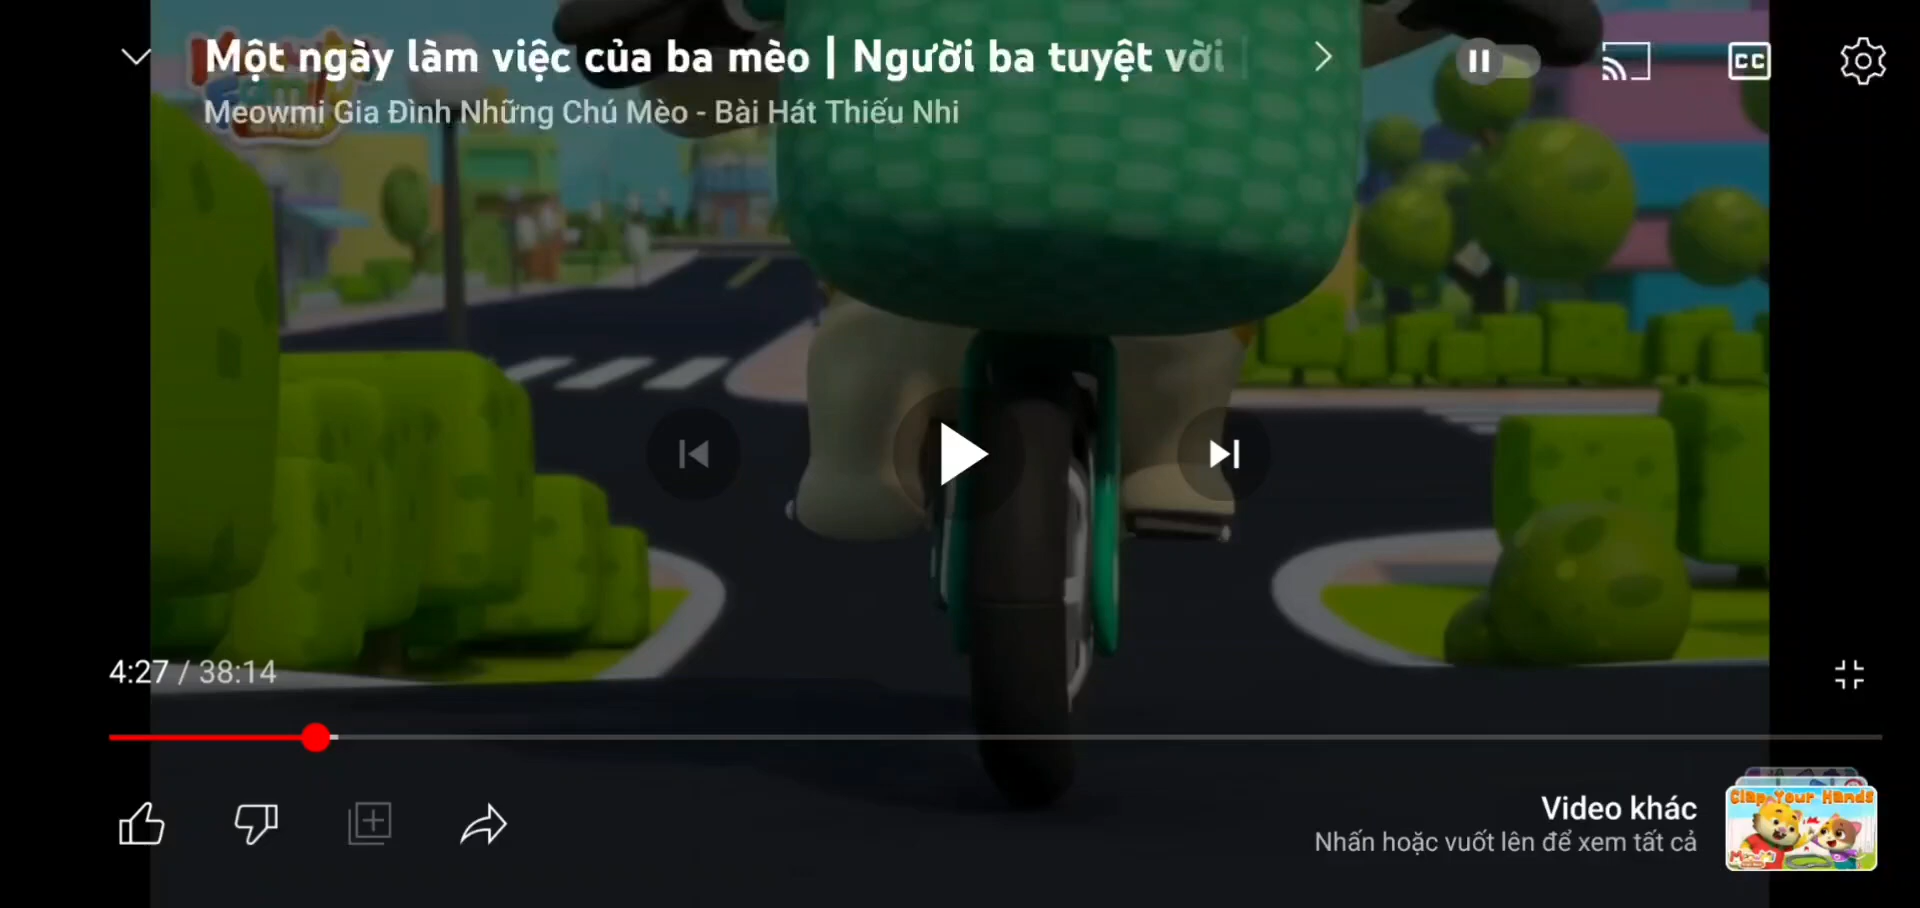 Một ngày làm việc của ba mèo | Người ba tuyệt vời |
Meowmi Gia Đình Những Chú Mèo - Bài Hát Thiếu Nhi
CC
4:27 / 38:14
Video khác
Nhấn hoặc vuốt lên để xem tất cả
Clap Your Hands